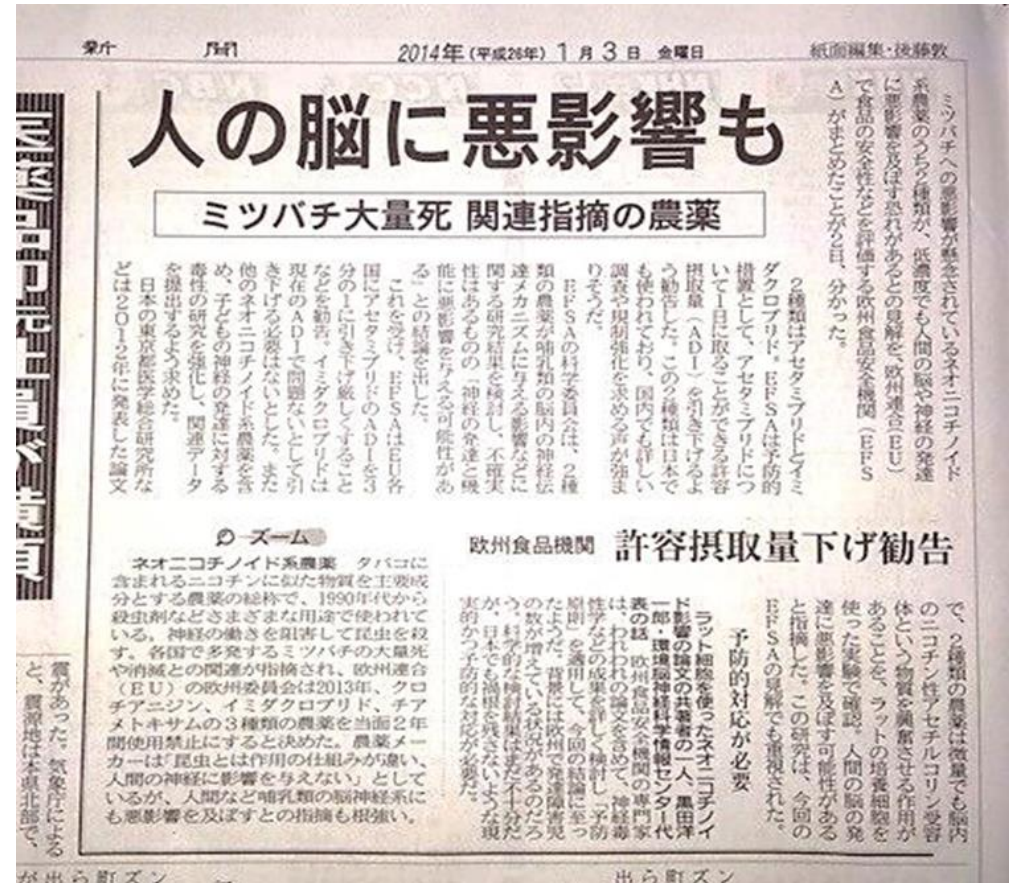 新 聞 2014年(平成26年) 1月3日 金曜日 紙面編集・後藤敦
人の脳に悪影響も
ミツバチ大量死 関連指摘の農薬
ミツバチへの悪影響が懸念されているネオニコチノイド
系農薬のうち2種類が、低濃度でも人間の脳や神経の発達
に悪影響を及ぼす恐れがあるとの見解を、欧州連合(EU)
で食品の安全性などを評価する欧州食品安全機関(EFS
A)がまとめたことが2日、分かった。
2種類はアセタミプリドとイミ
ダクロプリド。EFSAは予防的
措置として、アセタミプリドにつ
いて1日に取ることができる許容
摂取量(ADI)を引き下げるよ
う勧告した。この2種類は日本で
も使われており、国内でも詳しい
調査や規制強化を求める声が強ま
りそうだ。
EFSAの科学委員会は、2種
類の農薬が哺乳類の脳内の神経伝
達メカニズムに与える影響などに
関する研究結果を検討し、不確実
性はあるものの「神経の発達と機
能に悪影響を与える可能性があ
る」との結論を出した。
これを受け、EFSAはEU各
国にアセタミプリドのADIを3
分の1に引き下げ厳しくすること
などを勧告。イミダクロプリドは
現在のADIで問題ないとして引
き下げる必要はないとした。また
他のネオニコチノイド系農薬を含
め、子どもの神経の発達に対する
毒性の研究を強化し、関連データ
を提出するよう求めた。
日本の東京都医学総合研究所な
どは2012年に発表した論文
欧州食品機関 許容摂取量下げ勧告
で、2種類の農薬は微量でも脳内
のニコチン性アセチルコリン受容
体という物質を興奮させる作用が
あることを、ラットの培養細胞を
使った実験で確認。人間の脳の発
達に悪影響を及ぼす可能性がある
と指摘した。この研究は、今回の
EFSAの見解でも重視された。
予防的対応が必要
ラット細胞を使ったネオニコチノイ
ド影響の論文の共著者の一人、黒田洋
一郎・環境脳神経科学情報センター代
表の話 欧州食品安全機関の専門家
は、われわれの論文を含めて、神経毒
性学などの成果を詳しく検討し「予防
原則」を適用して、今回の結論に至っ
たようだ。背景には欧州で発達障害児
の数が増えている状況があるのだろ
う。科学的な検討結果はまだ不十分だ
が、日本でも禍根を残さないような現
実的かつ予防的な対応が必要だ。
ズーム
ネオニコチノイド系農薬 タバコに
含まれるニコチンに似た物質を主要成
分とする農薬の総称で、1990年代から
殺虫剤などさまざまな用途で使われて
いる。神経の働きを阻害して昆虫を殺
す。各国で多発するミツバチの大量死
や消滅との関連が指摘され、欧州連合
(EU)の欧州委員会は2013年、クロ
チアニジン、イミダクロプリド、チア
メトキサムの3種類の農薬を当面2年
間使用禁止にすると決めた。農薬メー
カーは「昆虫とは作用の仕組みが違い、
人間の神経に影響を与えない」として
いるが、人間など哺乳類の脳神経系に
も悪影響を及ぼすとの指摘も根強い。
震があった。気象庁による
と、震源地は本県北部で、